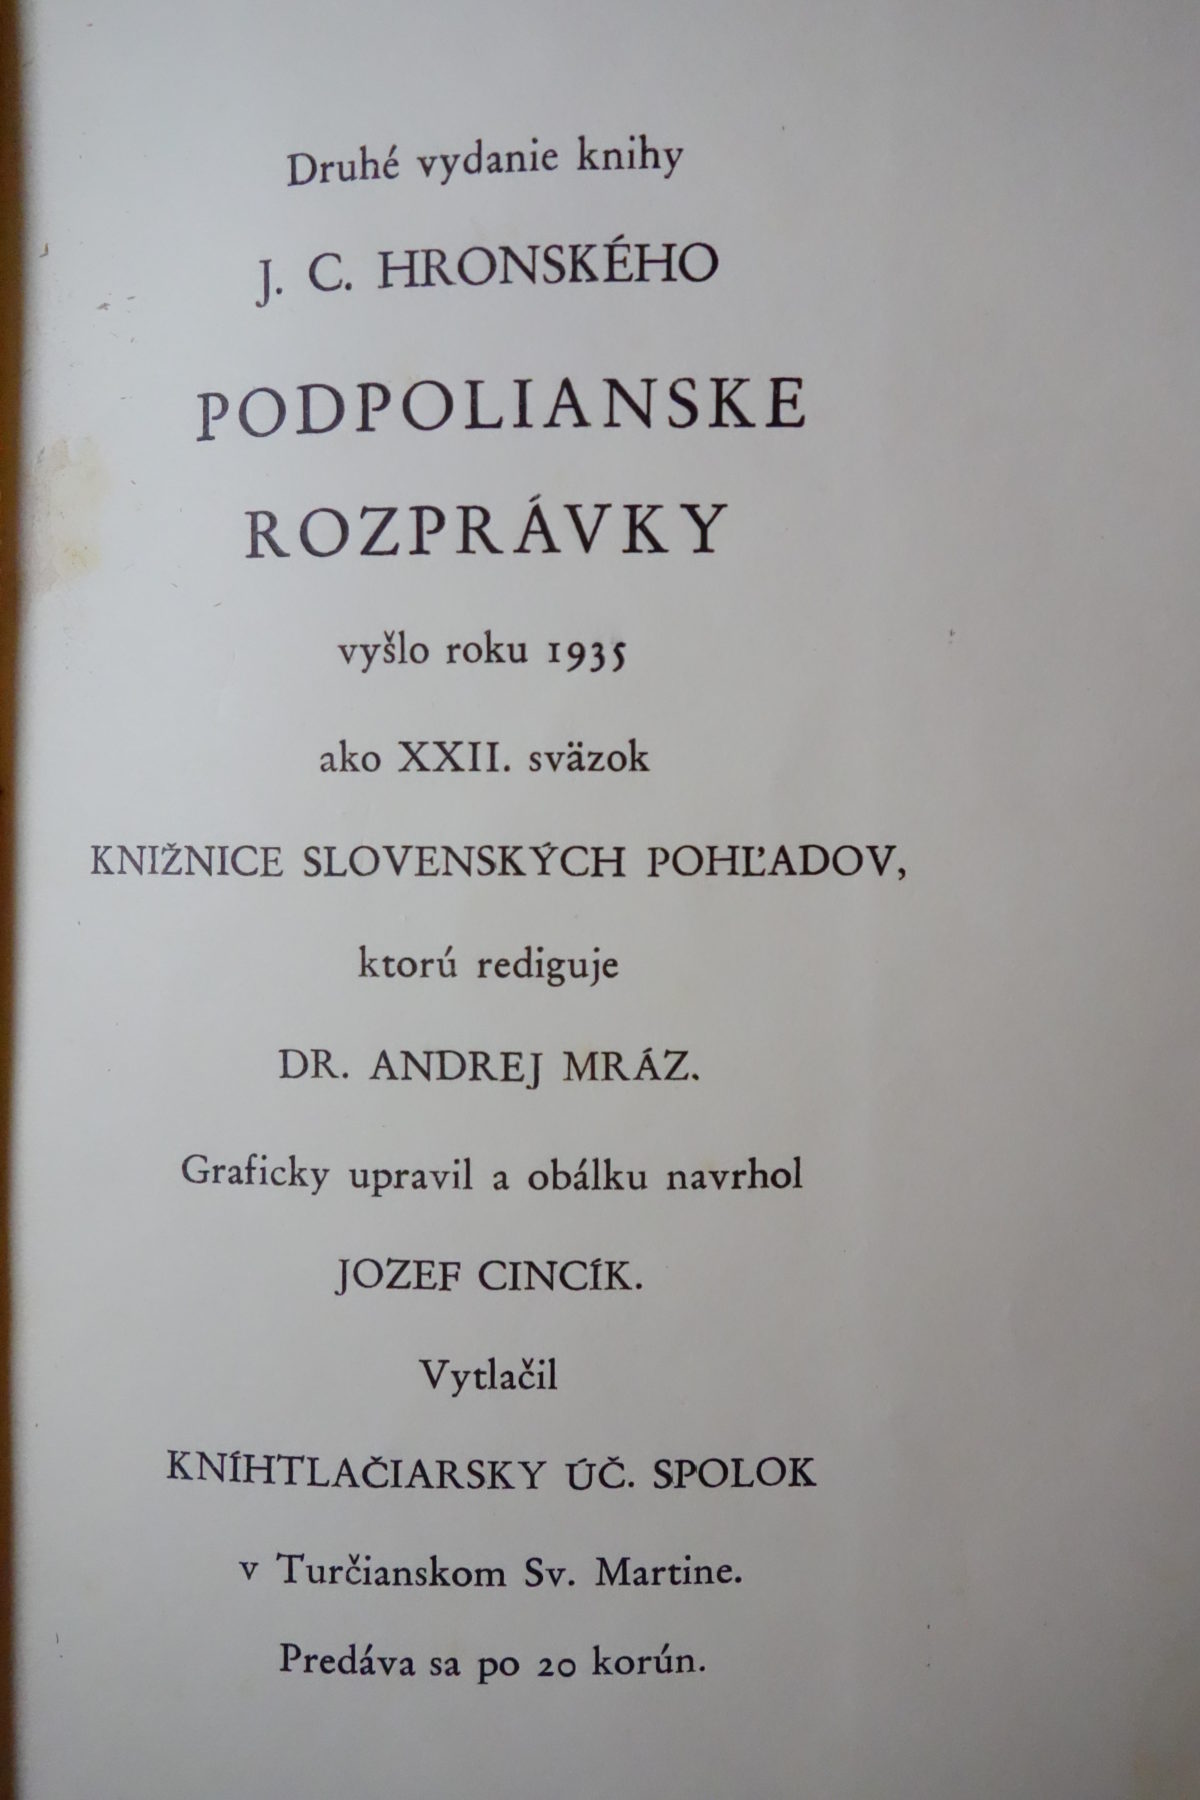 Druhé vydanie knihy
J. C. HRONSKÉHO
PODPOLIANSKE
ROZPRÁVKY
vyšlo roku 1935
ako XXII. sväzok
KNIŽNICE SLOVENSKÝCH POHĽADOV,
ktorú rediguje
DR. ANDREJ MRÁZ.
Graficky upravil a obálku navrhol
JOZEF CINCÍK.
Vytlačil
KNÍHTLAČIARSKY ÚČ. SPOLOK
v Turčianskom Sv. Martine.
Predáva sa po 20 korún.